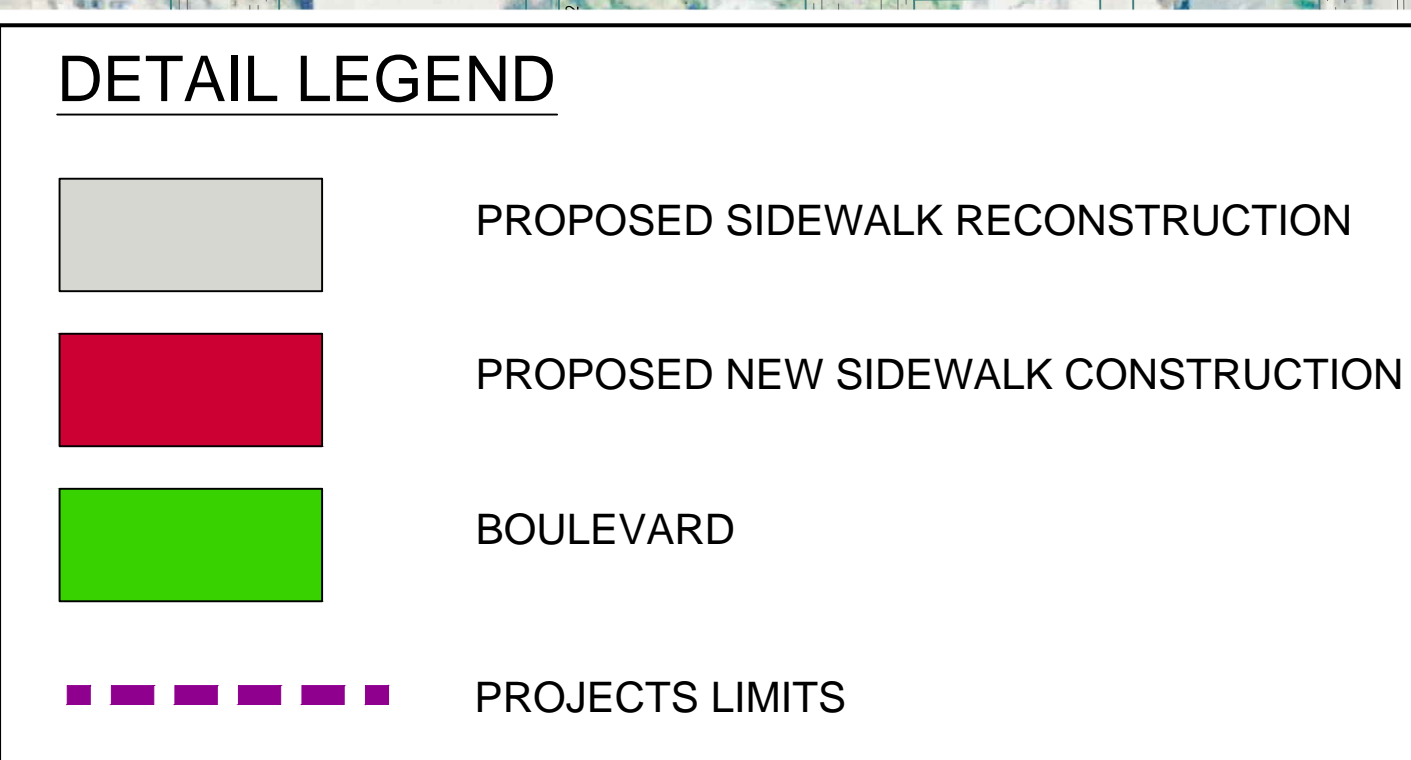 DETAIL LEGEND
PROPOSED SIDEWALK RECONSTRUCTION
PROPOSED NEW SIDEWALK CONSTRUCTION
BOULEVARD
PROJECTS LIMITS